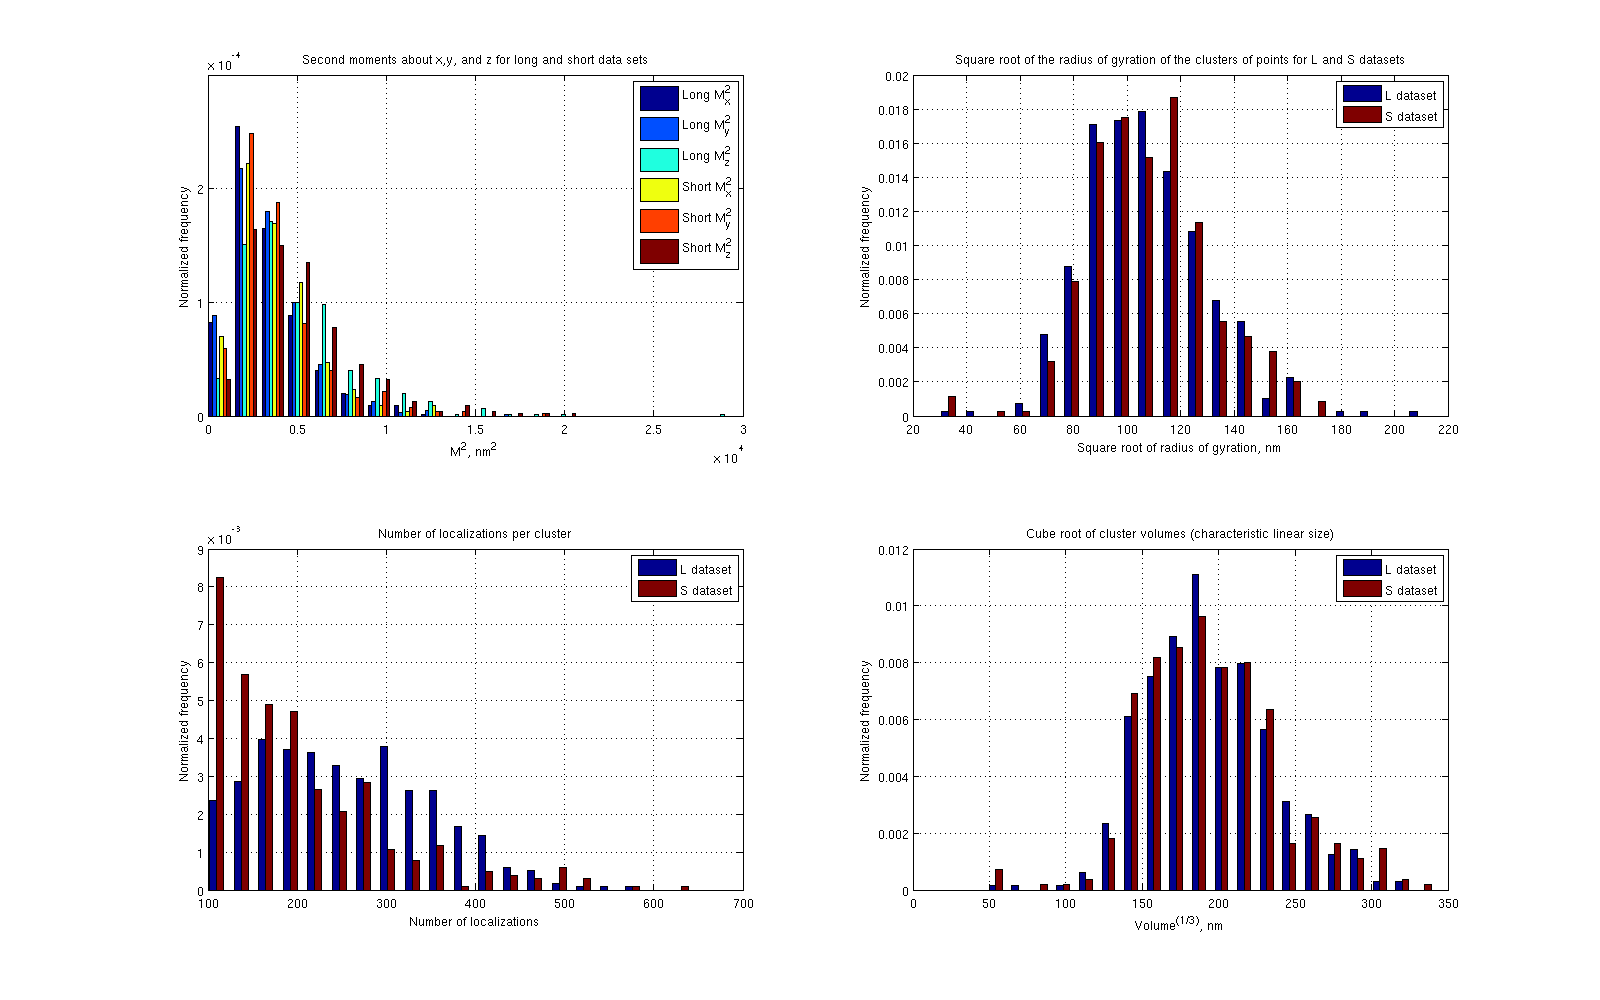 Second moments about x,y, and z for long and short data sets
× 10^-4
Normalized frequency
2
1
0
0 0.5 1 1.5 2 2.5 3
× 10^4
M^2, nm^2
Long M_x^2
Long M_y^2
Long M_z^2
Short M_x^2
Short M_y^2
Short M_z^2
Square root of the radius of gyration of the clusters of points for L and S datasets
Normalized frequency
0.02
0.018
0.016
0.014
0.012
0.01
0.008
0.006
0.004
0.002
0
20 40 60 80 100 120 140 160 180 200 220
Square root of radius of gyration, nm
L dataset
S dataset
Number of localizations per cluster
× 10^-3
Normalized frequency
9
8
7
6
5
4
3
2
1
0
100 200 300 400 500 600 700
Number of localizations
L dataset
S dataset
Cube root of cluster volumes (characteristic linear size)
Normalized frequency
0.012
0.01
0.008
0.006
0.004
0.002
0
0 50 100 150 200 250 300 350
Volume^(1/3), nm
L dataset
S dataset